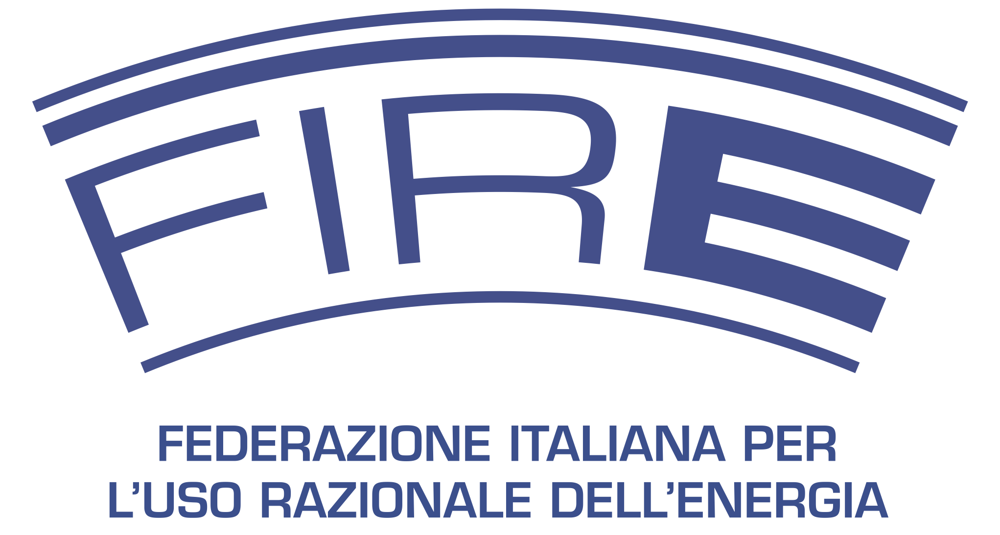 FIRE
FEDERAZIONE ITALIANA PER
L’USO RAZIONALE DELL’ENERGIA